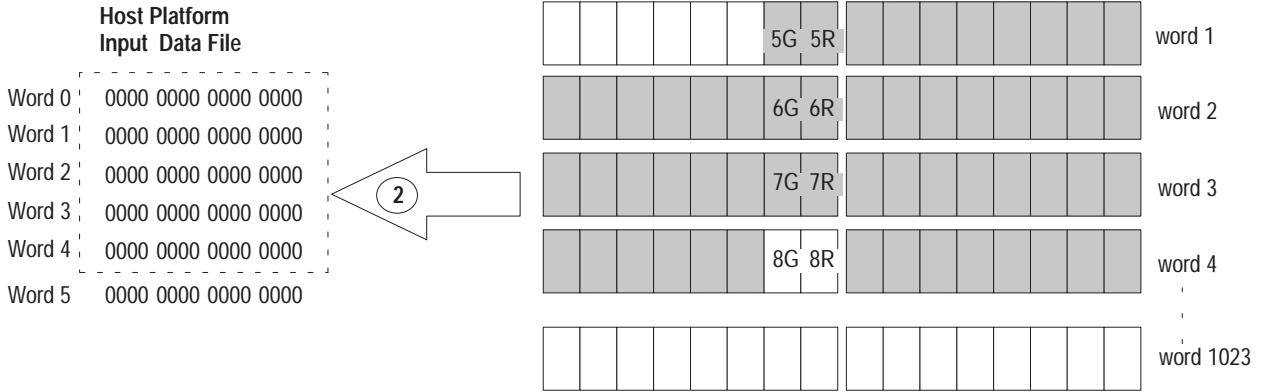 Host Platform
Input Data File
Word 0 0000 0000 0000 0000
Word 1 0000 0000 0000 0000
Word 2 0000 0000 0000 0000
Word 3 0000 0000 0000 0000
Word 4 0000 0000 0000 0000
Word 5 0000 0000 0000 0000
2
5G 5R word 1
6G 6R word 2
7G 7R word 3
8G 8R word 4
word 1023